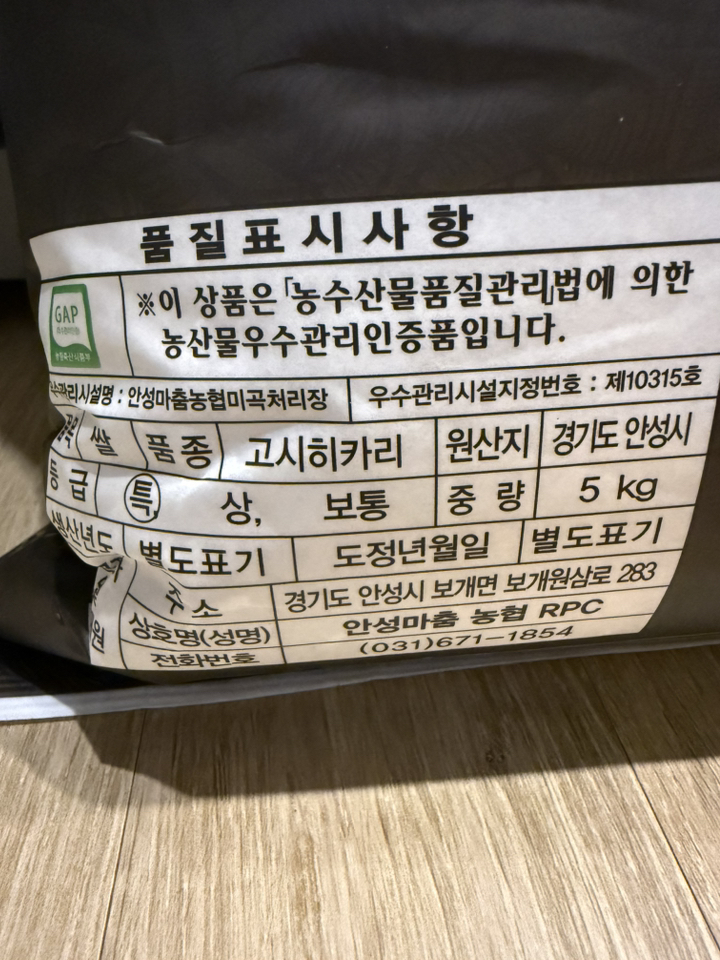 품질표시사항
GAP
※이 상품은「농수산물품질관리」법에 의한
농산물우수관리인증품입니다.
우수관리시설명 : 안성마춤농협미곡처리장 우수관리시설지정번호 : 제10315호
쌀 품종 고시히카리 원산지 경기도 안성시
등급 특, 상, 보통 중량 5 kg
생산년도 별도표기 도정년월일 별도표기
주소 경기도 안성시 보개면 보개원삼로 283
상호명(성명) 안성마춤 농협 RPC
전화번호 (031)671-1854